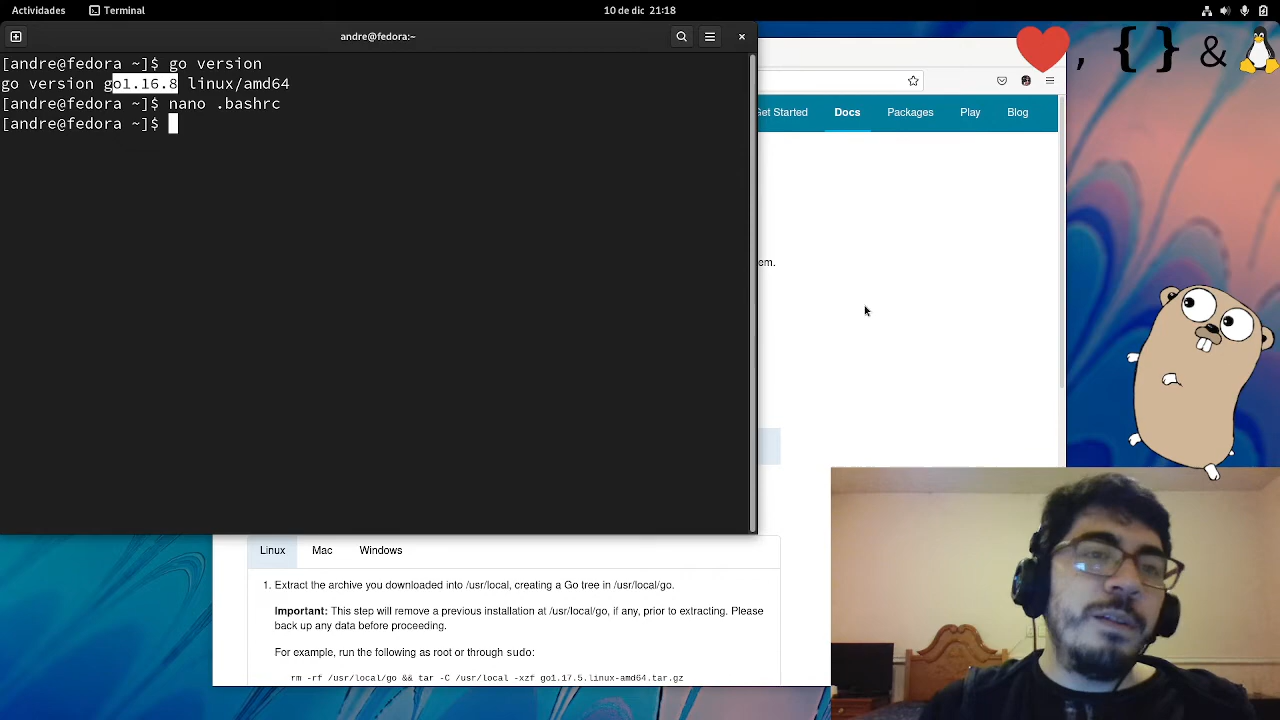 Actividades
Terminal
10 de dic 21:18
andre@fedora:~
[andre@fedora ~]$ go version
go version go1.16.8 linux/amd64
[andre@fedora ~]$ nano .bashrc
[andre@fedora ~]$
, { } &
Get Started Docs Packages Play Blog
em.
Linux Mac Windows
1. Extract the archive you downloaded into /usr/local, creating a Go tree in /usr/local/go.
Important: This step will remove a previous installation at /usr/local/go, if any, prior to extracting. Please
back up any data before proceeding.
For example, run the following as root or through sudo:
rm -rf /usr/local/go && tar -C /usr/local -xzf go1.17.5.linux-amd64.tar.gz